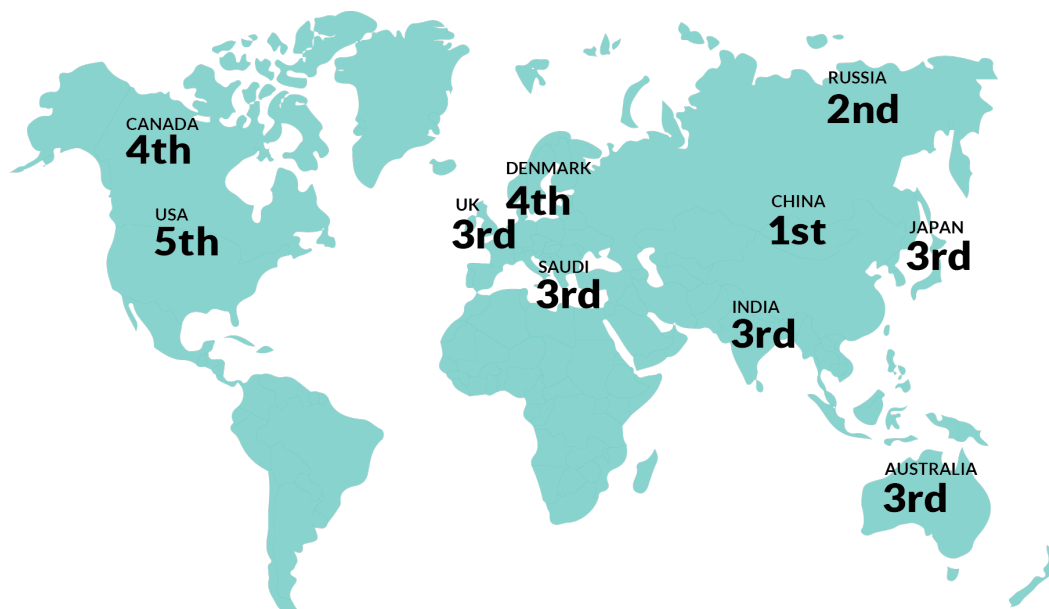 RUSSIA
2nd
CANADA
4th
DENMARK
4th
CHINA
1st
UK
3rd
USA
5th
JAPAN
3rd
SAUDI
3rd
INDIA
3rd
AUSTRALIA
3rd